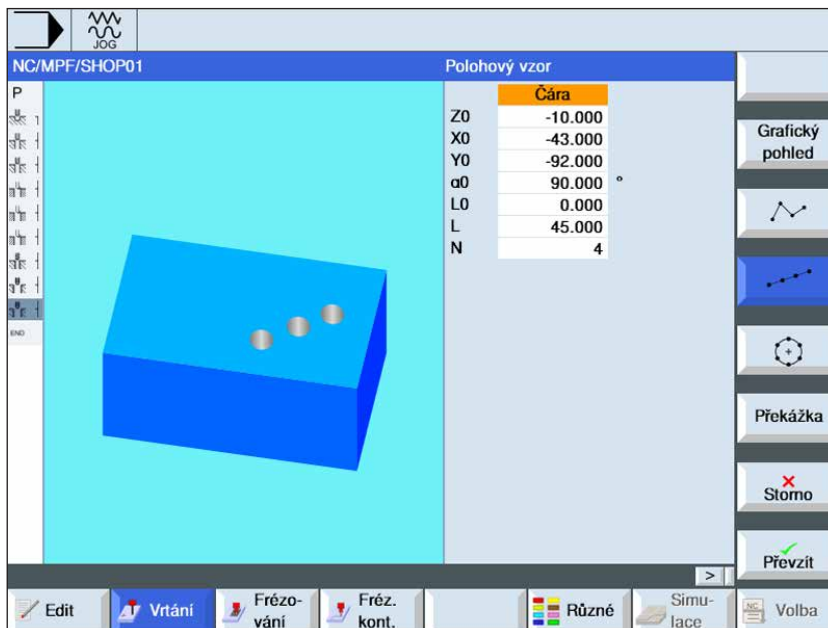 JOG
NC/MPF/SHOP01
Polohový vzor
P
END
Čára
Z0 -10.000
X0 -43.000
Y0 -92.000
α0 90.000 °
L0 0.000
L 45.000
N 4
Grafický
pohled
Překážka
Storno
Převzít
>
Edit
Vrtání
Frézo-
vání
Fréz.
kont.
Různé
Simu-
lace
NC
Volba